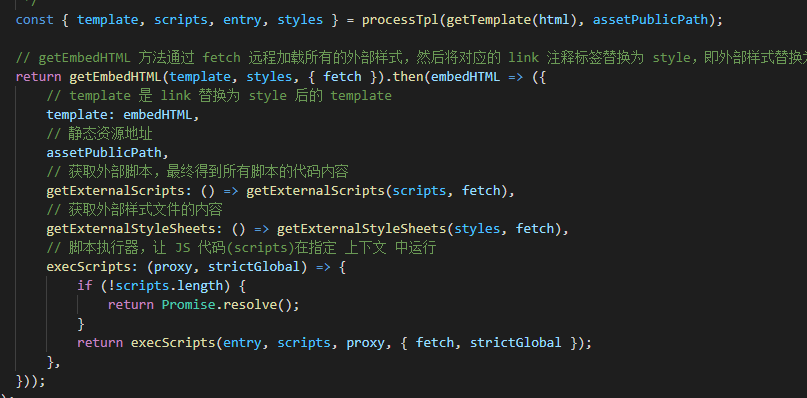 */
const { template, scripts, entry, styles } = processTpl(getTemplate(html), assetPublicPath);
// getEmbedHTML 方法通过 fetch 远程加载所有的外部样式，然后将对应的 link 注释标签替换为 style，即外部样式替换为
return getEmbedHTML(template, styles, { fetch }).then(embedHTML => ({
// template 是 link 替换为 style 后的 template
template: embedHTML,
// 静态资源地址
assetPublicPath,
// 获取外部脚本，最终得到所有脚本的代码内容
getExternalScripts: () => getExternalScripts(scripts, fetch),
// 获取外部样式文件的内容
getExternalStyleSheets: () => getExternalStyleSheets(styles, fetch),
// 脚本执行器，让 JS 代码(scripts)在指定 上下文 中运行
execScripts: (proxy, strictGlobal) => {
if (!scripts.length) {
return Promise.resolve();
}
return execScripts(entry, scripts, proxy, { fetch, strictGlobal });
},
}));